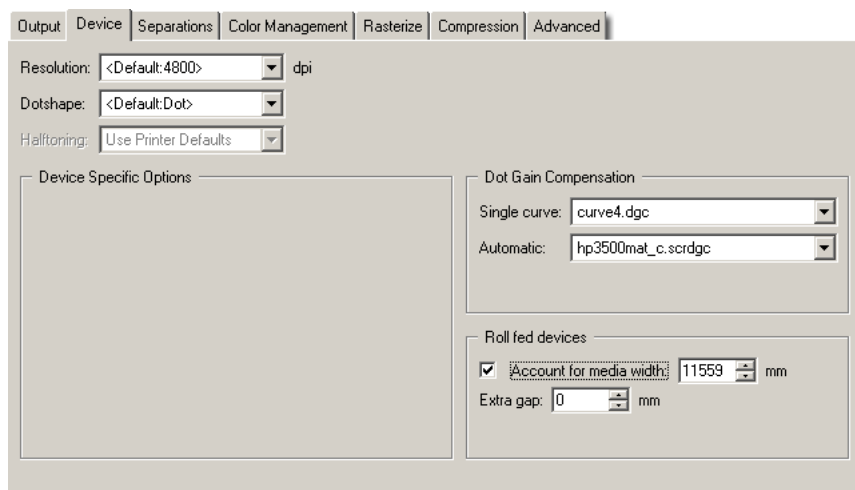 Output Device Separations Color Management Rasterize Compression Advanced
Resolution: <Default:4800> dpi
Dotshape: <Default:Dot>
Halftoning: Use Printer Defaults
Device Specific Options
Dot Gain Compensation
Single curve: curve4.dgc
Automatic: hp3500mat_c.scrdgc
Roll fed devices
Account for media width: 11559 mm
Extra gap: 0 mm